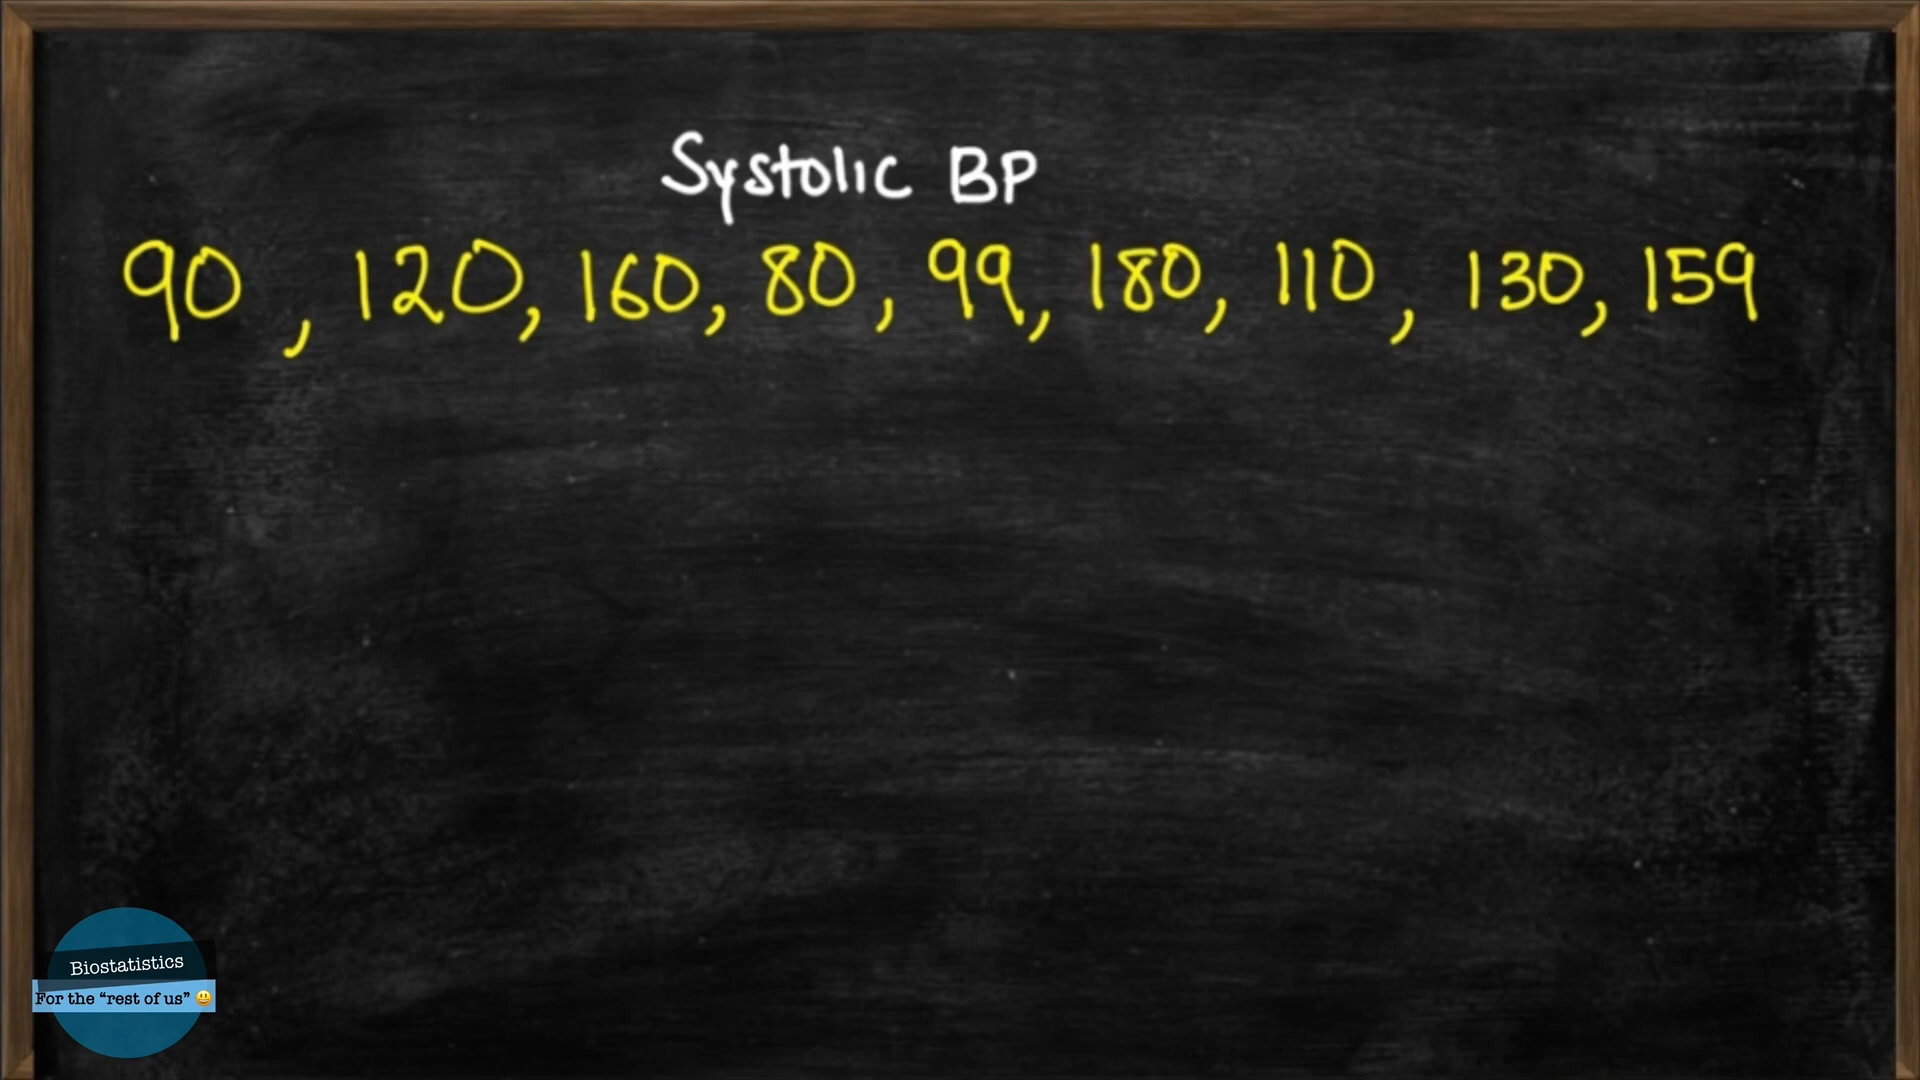 Systolic BP
90, 120, 160, 80, 99, 180, 110, 130, 159
Biostatistics
For the “rest of us” 😃